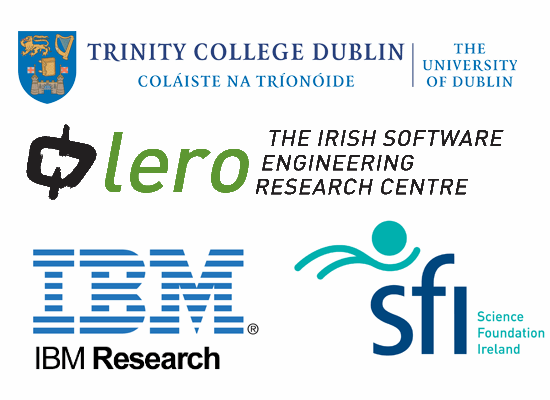 TRINITY COLLEGE DUBLIN
COLÁISTE NA TRÍONÓIDE
THE
UNIVERSITY
OF DUBLIN
lero
THE IRISH SOFTWARE
ENGINEERING
RESEARCH CENTRE
IBM®
IBM Research
sfi
Science
Foundation
Ireland